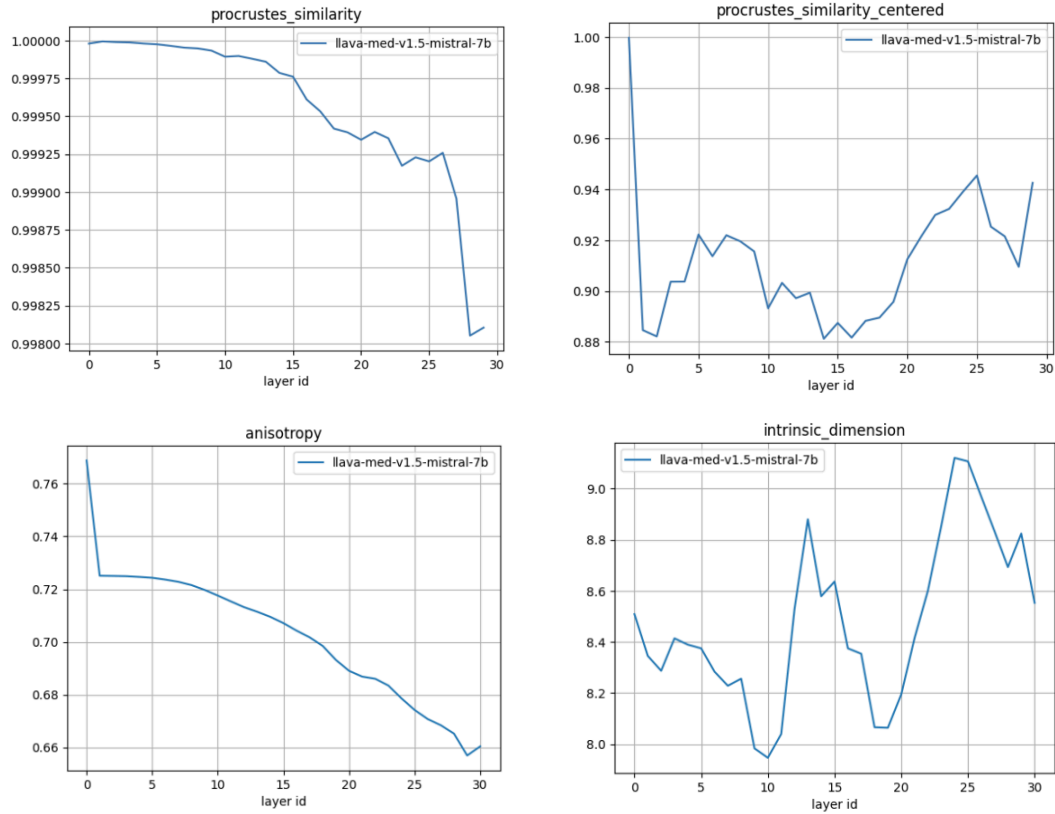 procrustes_similarity
llava-med-v1.5-mistral-7b
1.00000
0.99975
0.99950
0.99925
0.99900
0.99875
0.99850
0.99825
0.99800
0 5 10 15 20 25 30
layer id
procrustes_similarity_centered
llava-med-v1.5-mistral-7b
1.00
0.98
0.96
0.94
0.92
0.90
0.88
0 5 10 15 20 25 30
layer id
anisotropy
llava-med-v1.5-mistral-7b
0.76
0.74
0.72
0.70
0.68
0.66
0 5 10 15 20 25 30
layer id
intrinsic_dimension
llava-med-v1.5-mistral-7b
9.0
8.8
8.6
8.4
8.2
8.0
0 5 10 15 20 25 30
layer id